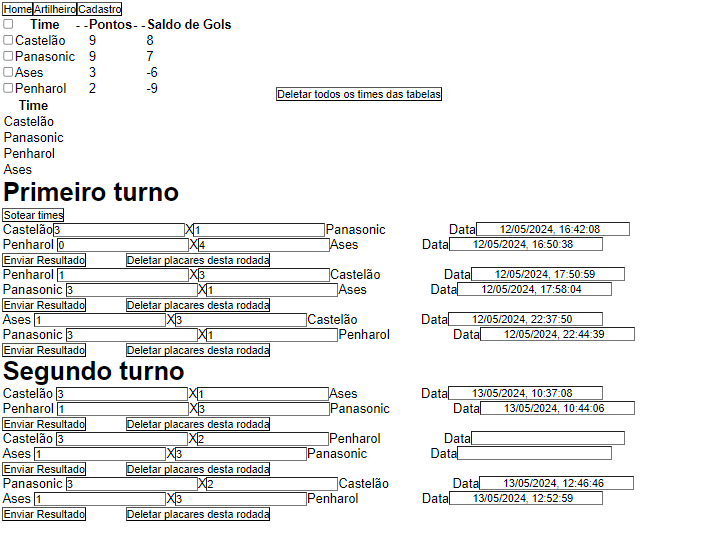 Home Artilheiro Cadastro
Time - - Pontos - - Saldo de Gols
Castelão 9 8
Panasonic 9 7
Ases 3 -6
Penharol 2 -9
Deletar todos os times das tabelas
Time
Castelão
Panasonic
Penharol
Ases
Primeiro turno
Sotear times
Castelão 3 X 1 Panasonic Data 12/05/2024, 16:42:08
Penharol 0 X 4 Ases Data 12/05/2024, 16:50:38
Enviar Resultado Deletar placares desta rodada
Penharol 1 X 3 Castelão Data 12/05/2024, 17:50:59
Panasonic 3 X 1 Ases Data 12/05/2024, 17:58:04
Enviar Resultado Deletar placares desta rodada
Ases 1 X 3 Castelão Data 12/05/2024, 22:37:50
Panasonic 3 X 1 Penharol Data 12/05/2024, 22:44:39
Enviar Resultado Deletar placares desta rodada
Segundo turno
Castelão 3 X 1 Ases Data 13/05/2024, 10:37:08
Penharol 1 X 3 Panasonic Data 13/05/2024, 10:44:06
Enviar Resultado Deletar placares desta rodada
Castelão 3 X 2 Penharol Data
Ases 1 X 3 Panasonic Data
Enviar Resultado Deletar placares desta rodada
Panasonic 3 X 2 Castelão Data 13/05/2024, 12:46:46
Ases 1 X 3 Penharol Data 13/05/2024, 12:52:59
Enviar Resultado Deletar placares desta rodada